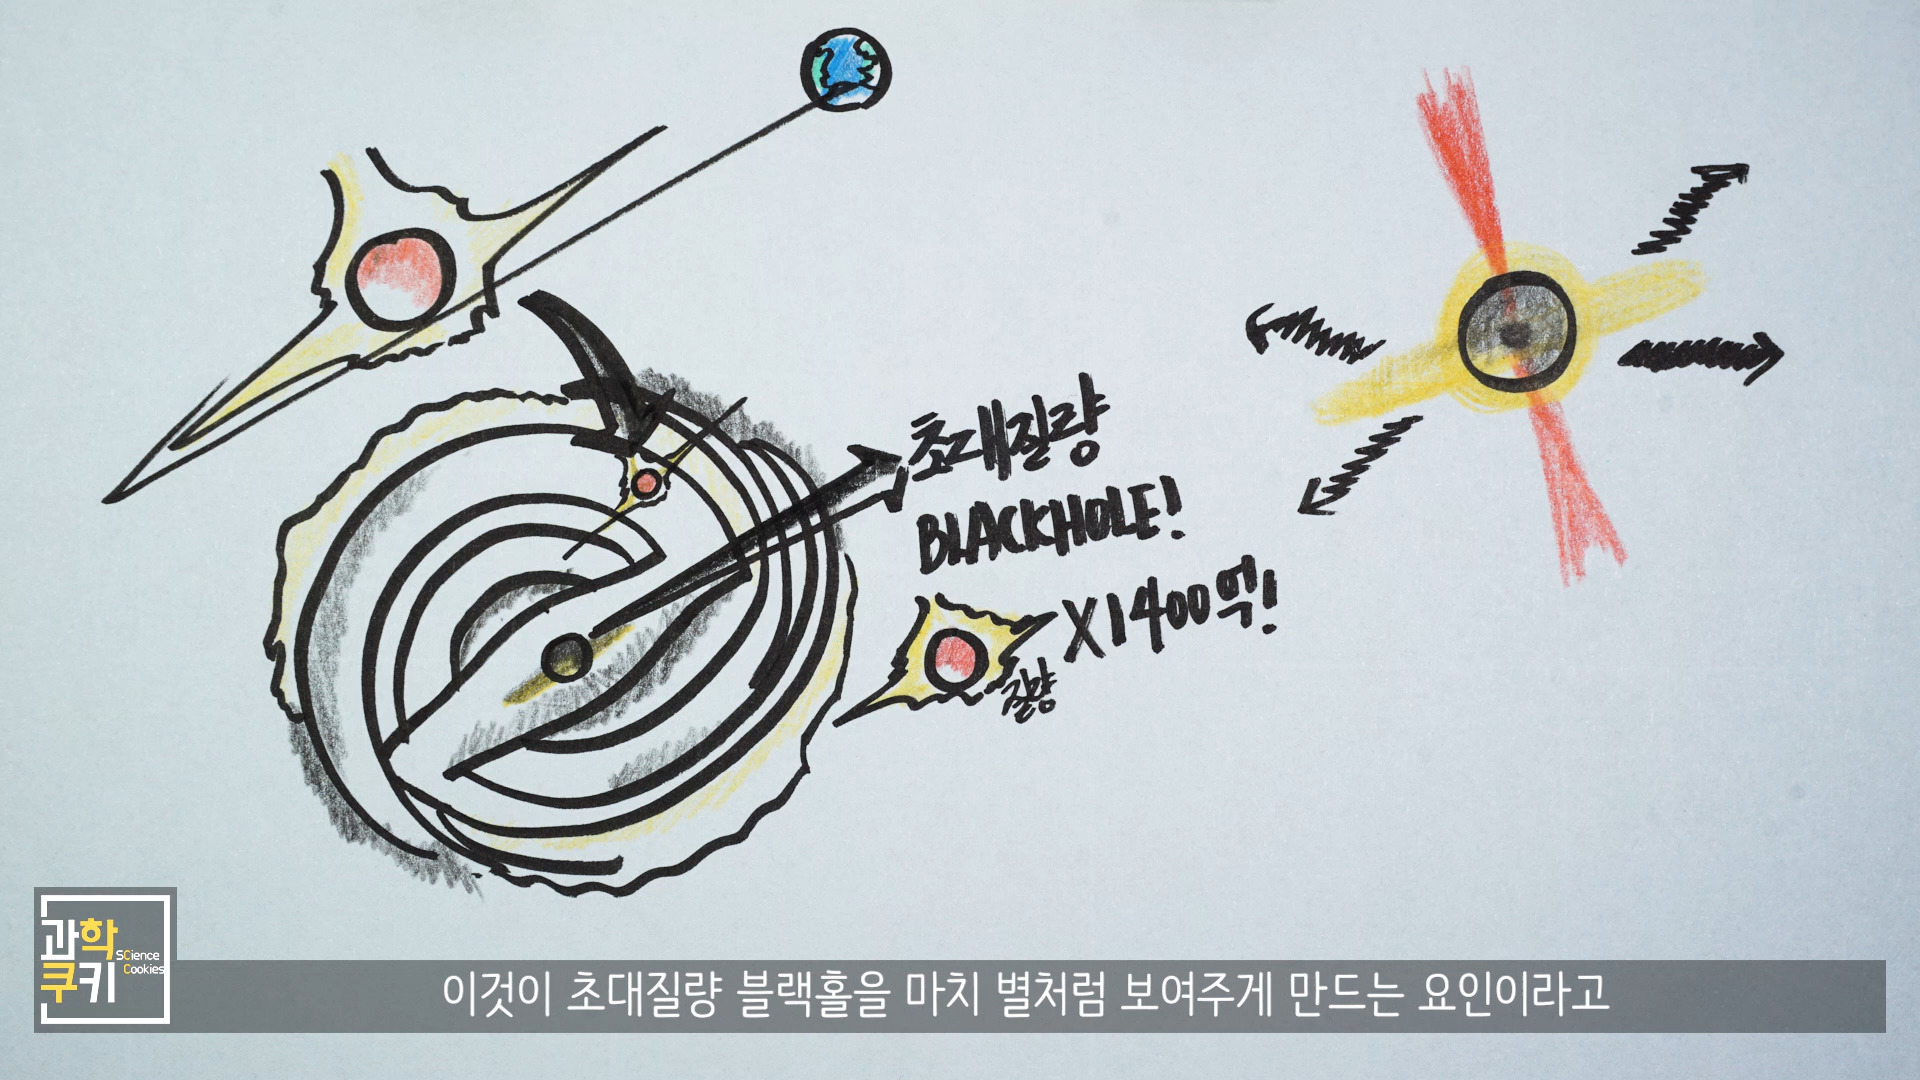 초대질량
BLACKHOLE!
X1400억!
질량
과학
쿠키
Science
Cookies
이것이 초대질량 블랙홀을 마치 별처럼 보여주게 만드는 요인이라고